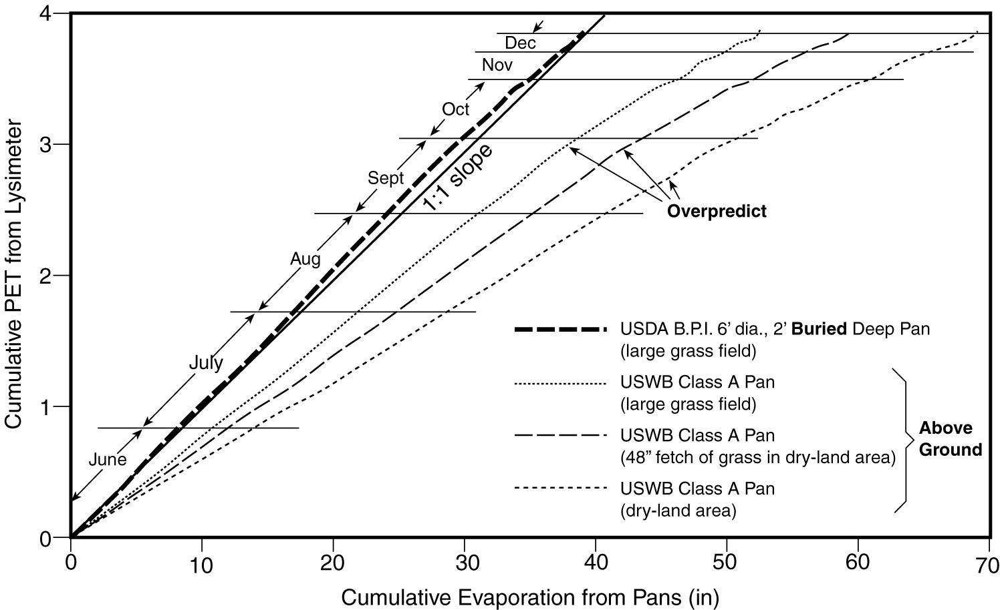 4
3
2
1
0
0
10
20
30
40
50
60
70
Cumulative PET from Lysimeter
Cumulative Evaporation from Pans (in)
Dec
Nov
Oct
Sept
Aug
July
June
1:1 slope
Overpredict
USDA B.P.I. 6’ dia., 2’ Buried Deep Pan
(large grass field)
USWB Class A Pan
(large grass field)
USWB Class A Pan
(48” fetch of grass in dry-land area)
USWB Class A Pan
(dry-land area)
Above
Ground